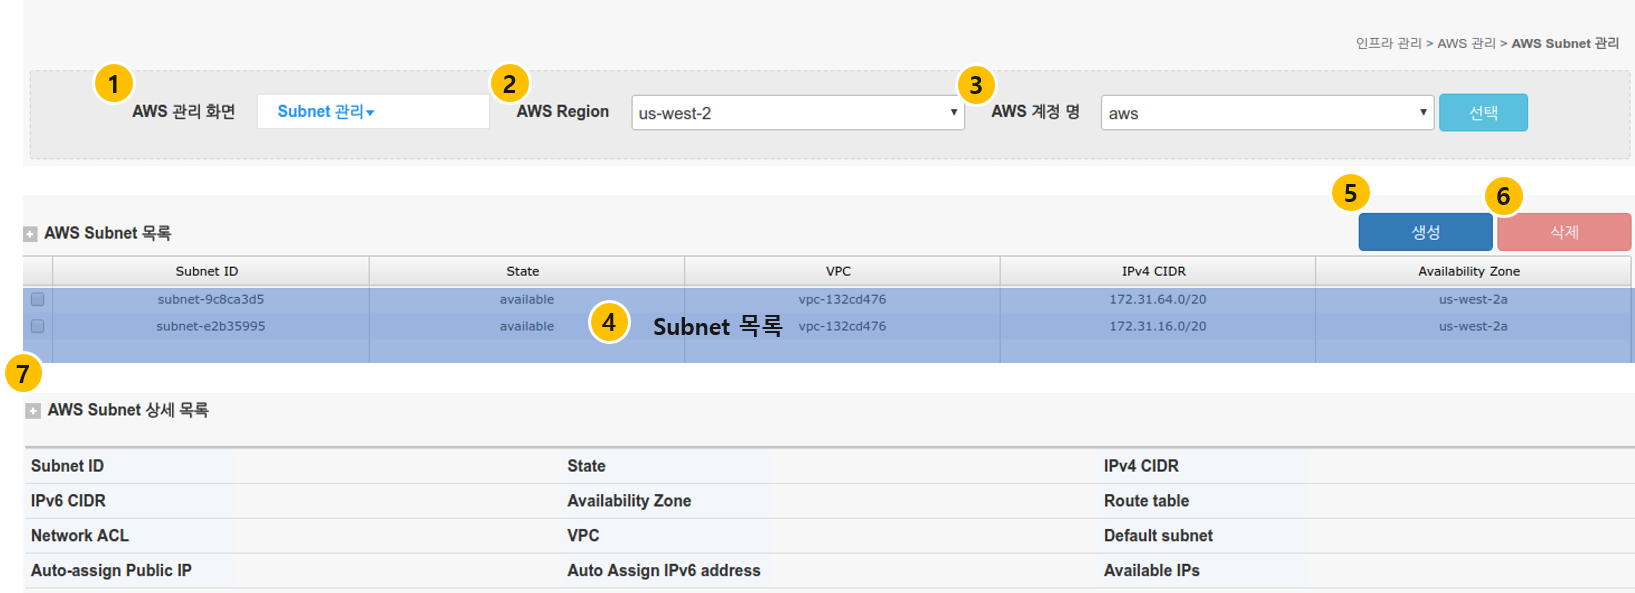 인프라 관리 > AWS 관리 > AWS Subnet 관리
1 2 3
AWS 관리 화면 Subnet 관리▾ AWS Region us-west-2 ▾ AWS 계정 명 aws ▾ 선택
5 6
AWS Subnet 목록 생성 삭제
Subnet ID State VPC IPv4 CIDR Availability Zone
subnet-9c8ca3d5 available vpc-132cd476 172.31.64.0/20 us-west-2a
subnet-e2b35995 available 4 Subnet 목록 vpc-132cd476 172.31.16.0/20 us-west-2a
7
AWS Subnet 상세 목록
Subnet ID State IPv4 CIDR
IPv6 CIDR Availability Zone Route table
Network ACL VPC Default subnet
Auto-assign Public IP Auto Assign IPv6 address Available IPs